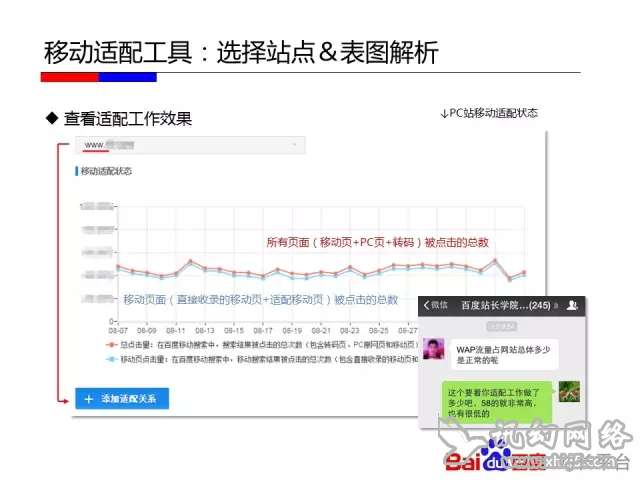 移动适配工具：选择站点＆表图解析
◆ 查看适配工作效果
↓PC站移动适配状态
www.
移动适配状态
所有页面（移动页+PC页+转码）被点击的总数
移动页面（直接收录的移动页+适配移动页）被点击的总数
08-07 08-09 08-11 08-13 08-15 08-17 08-19 08-21 08-23 08-25 08-27
总点击量：在百度移动搜索中，搜索结果被点击的总次数（包含转码页、PC原网页和移动页）
移动页点击量：在百度移动搜索中，移动搜索结果被点击的总次数（包含直接收录的移动页和
＋ 添加适配关系
微信 百度站长学院...(245)
WAP流量占网站总体多少
是正常的呢
这个要看你适配工作做了
多少吧，58的就非常高，
也有很低的
Bai 百度
平台